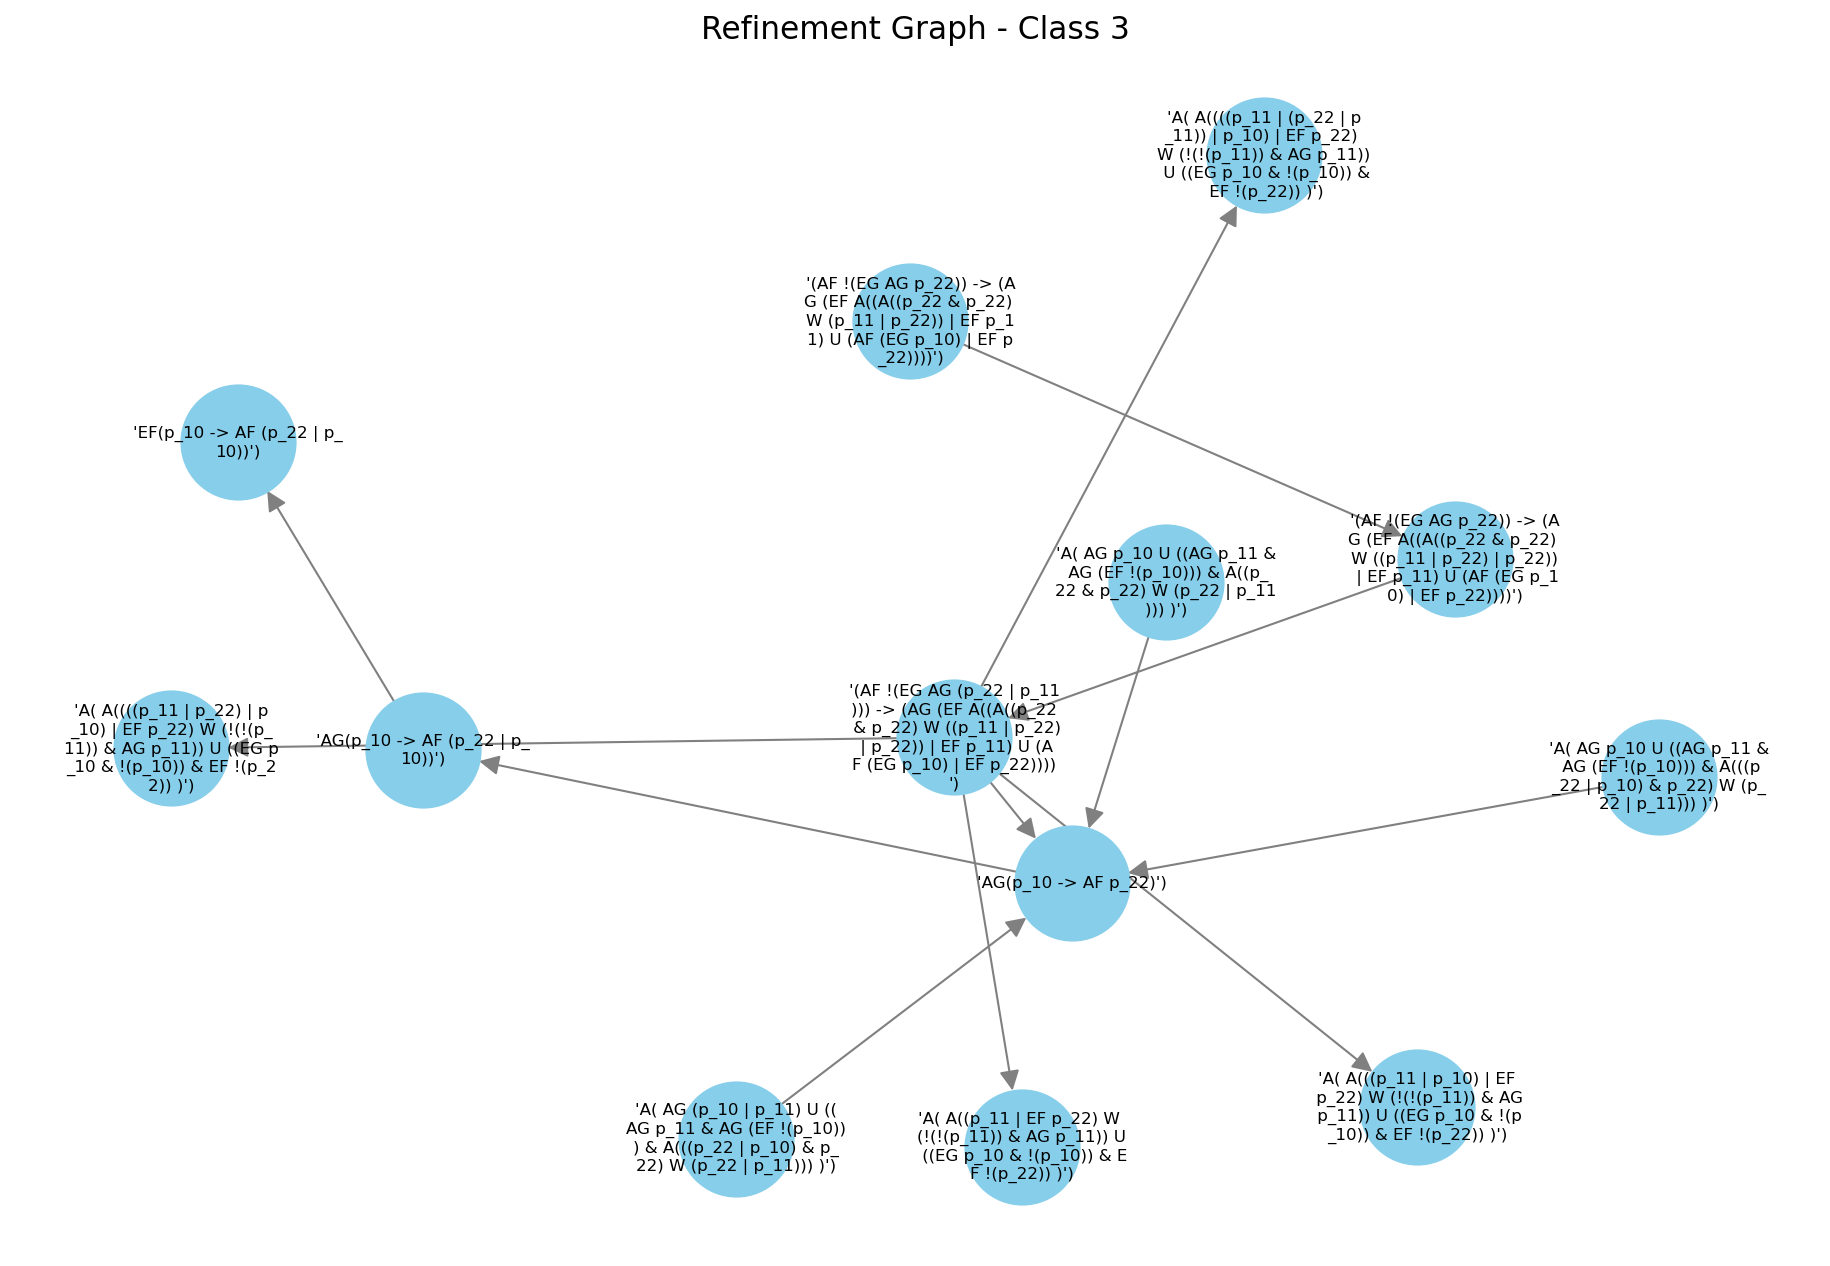 Refinement Graph - Class 3
'A( A((((p_11 | (p_22 | p
_11)) | p_10) | EF p_22)
W (!(!(p_11)) & AG p_11))
U ((EG p_10 & !(p_10)) &
EF !(p_22)) )')
'(AF !(EG AG p_22)) -> (A
G (EF A((A((p_22 & p_22)
W (p_11 | p_22)) | EF p_1
1) U (AF (EG p_10) | EF p
_22))))')
'EF(p_10 -> AF (p_22 | p_
10))')
'(AF !(EG AG p_22)) -> (A
G (EF A((A((p_22 & p_22)
W ((p_11 | p_22) | p_22))
| EF p_11) U (AF (EG p_1
0) | EF p_22))))')
'A( AG p_10 U ((AG p_11 &
AG (EF !(p_10))) & A((p_
22 & p_22) W (p_22 | p_11
))) )')
'A( A((((p_11 | p_22) | p
_10) | EF p_22) W (!(!(p_
11)) & AG p_11)) U ((EG p
_10 & !(p_10)) & EF !(p_2
2)) )')
'AG(p_10 -> AF (p_22 | p_
10))')
'(AF !(EG AG (p_22 | p_11
))) -> (AG (EF A((A((p_22
& p_22) W ((p_11 | p_22)
| p_22)) | EF p_11) U (A
F (EG p_10) | EF p_22))))
')
'A( AG p_10 U ((AG p_11 &
AG (EF !(p_10))) & A(((p
_22 | p_10) & p_22) W (p_
22 | p_11))) )')
'AG(p_10 -> AF p_22)')
'A( AG (p_10 | p_11) U ((
AG p_11 & AG (EF !(p_10))
) & A(((p_22 | p_10) & p_
22) W (p_22 | p_11))) )')
'A( A((p_11 | EF p_22) W
(!(!(p_11)) & AG p_11)) U
((EG p_10 & !(p_10)) & E
F !(p_22)) )')
'A( A(((p_11 | p_10) | EF
p_22) W (!(!(p_11)) & AG
p_11)) U ((EG p_10 & !(p
_10)) & EF !(p_22)) )')